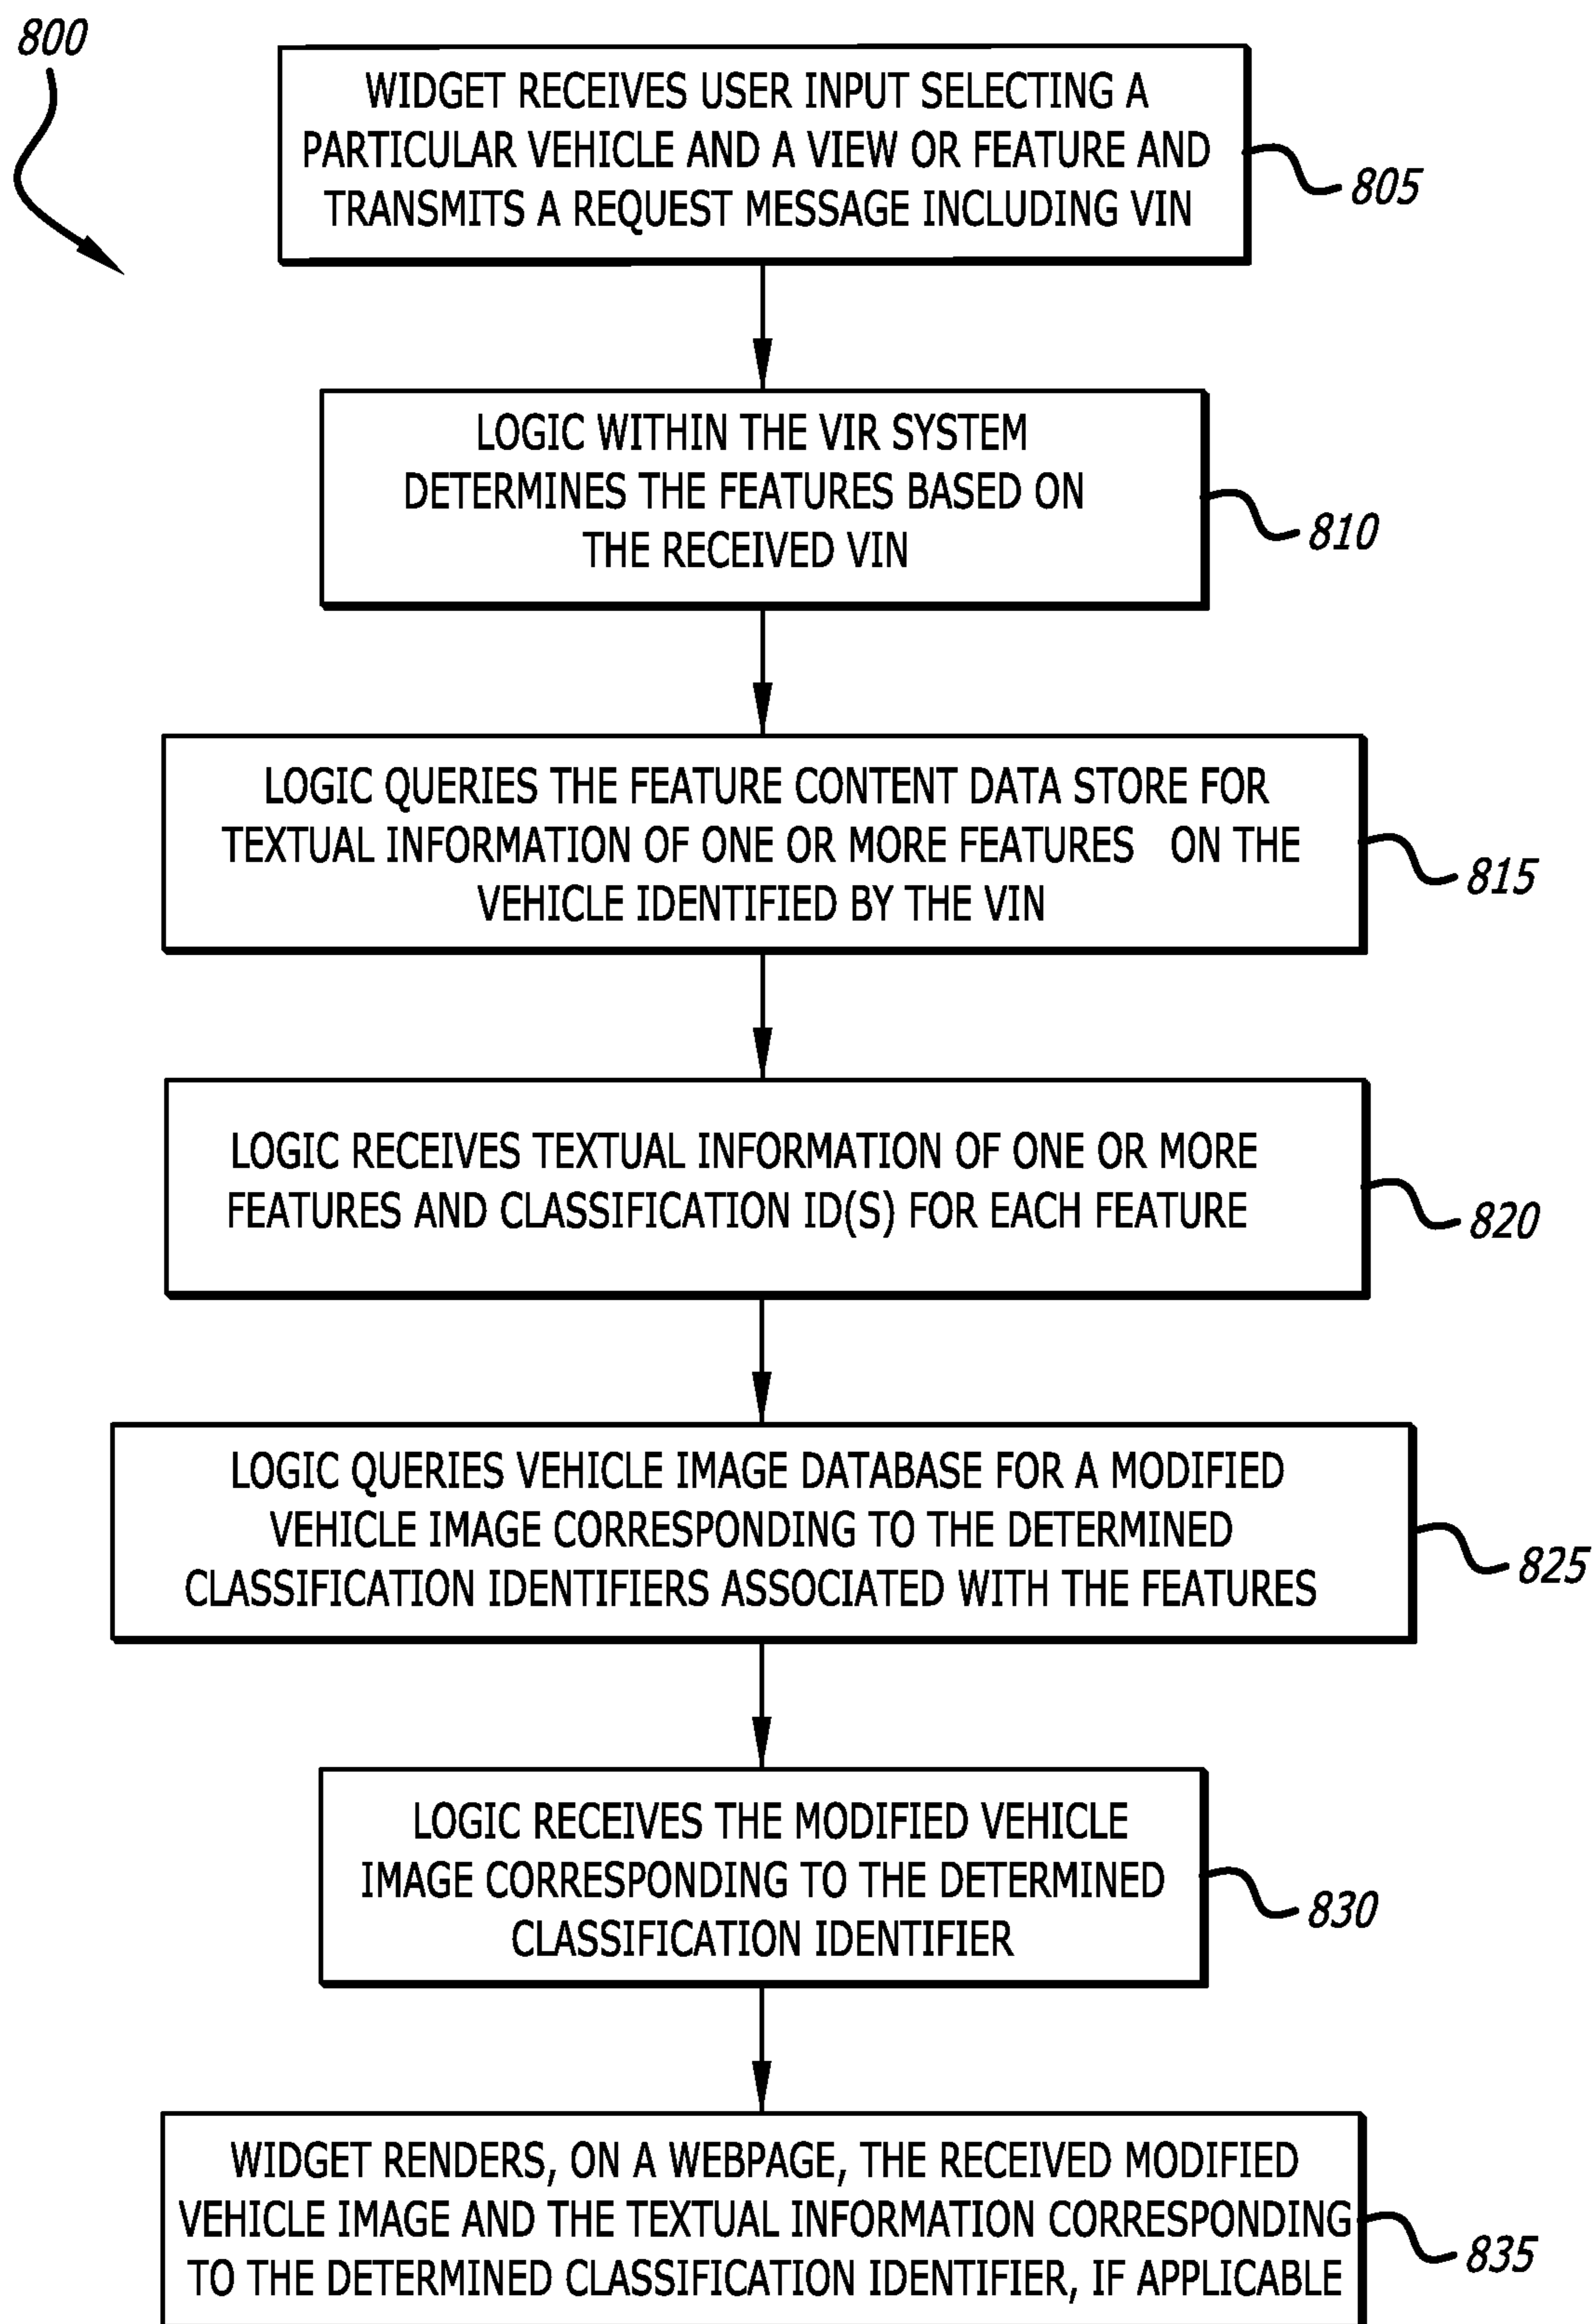 800
WIDGET RECEIVES USER INPUT SELECTING A
PARTICULAR VEHICLE AND A VIEW OR FEATURE AND
TRANSMITS A REQUEST MESSAGE INCLUDING VIN
805
LOGIC WITHIN THE VIR SYSTEM
DETERMINES THE FEATURES BASED ON
THE RECEIVED VIN
810
LOGIC QUERIES THE FEATURE CONTENT DATA STORE FOR
TEXTUAL INFORMATION OF ONE OR MORE FEATURES ON THE
VEHICLE IDENTIFIED BY THE VIN
815
LOGIC RECEIVES TEXTUAL INFORMATION OF ONE OR MORE
FEATURES AND CLASSIFICATION ID(S) FOR EACH FEATURE
820
LOGIC QUERIES VEHICLE IMAGE DATABASE FOR A MODIFIED
VEHICLE IMAGE CORRESPONDING TO THE DETERMINED
CLASSIFICATION IDENTIFIERS ASSOCIATED WITH THE FEATURES
825
LOGIC RECEIVES THE MODIFIED VEHICLE
IMAGE CORRESPONDING TO THE DETERMINED
CLASSIFICATION IDENTIFIER
830
WIDGET RENDERS, ON A WEBPAGE, THE RECEIVED MODIFIED
VEHICLE IMAGE AND THE TEXTUAL INFORMATION CORRESPONDING
TO THE DETERMINED CLASSIFICATION IDENTIFIER, IF APPLICABLE
835